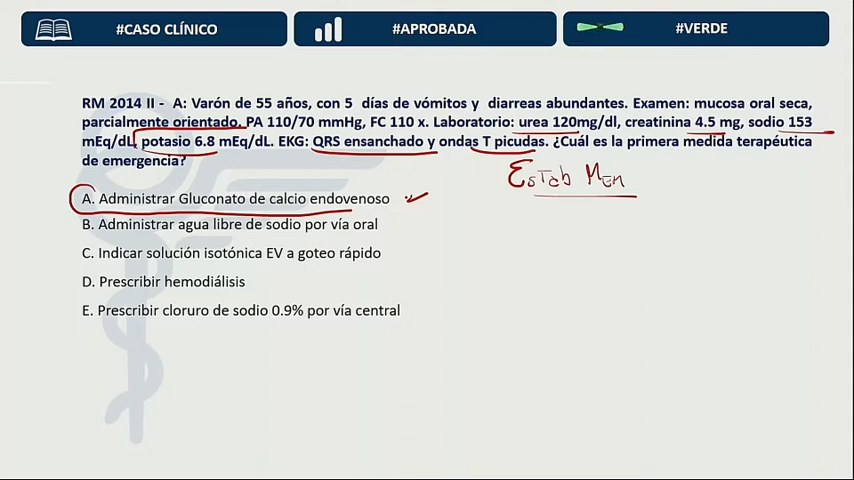 #CASO CLÍNICO
#APROBADA
#VERDE
RM 2014 II - A: Varón de 55 años, con 5 días de vómitos y diarreas abundantes. Examen: mucosa oral seca,
parcialmente orientado. PA 110/70 mmHg, FC 110 x. Laboratorio: urea 120mg/dl, creatinina 4.5 mg, sodio 153
mEq/dL, potasio 6.8 mEq/dL. EKG: QRS ensanchado y ondas T picudas. ¿Cuál es la primera medida terapéutica
de emergencia?
Estab Mem
A. Administrar Gluconato de calcio endovenoso
B. Administrar agua libre de sodio por vía oral
C. Indicar solución isotónica EV a goteo rápido
D. Prescribir hemodiálisis
E. Prescribir cloruro de sodio 0.9% por vía central